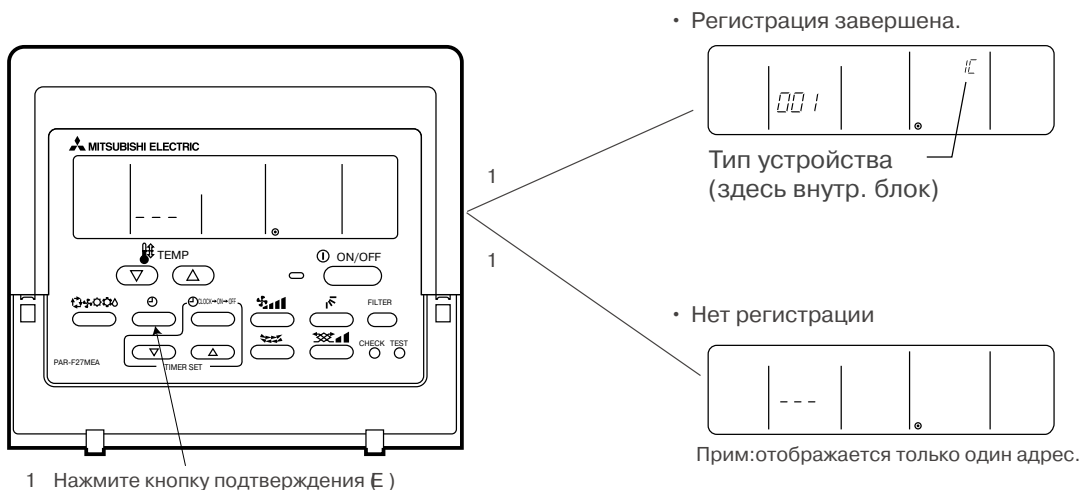 • Регистрация завершена.
001
IC
Тип устройства
(здесь внутр. блок)
MITSUBISHI ELECTRIC
- - -
TEMP
ON/OFF
CLOCK→ON→OFF
FILTER
CHECK TEST
PAR-F27MEA
TIMER SET
1
1
• Нет регистрации
- - -
Прим:отображается только один адрес.
1 Нажмите кнопку подтверждения (E )